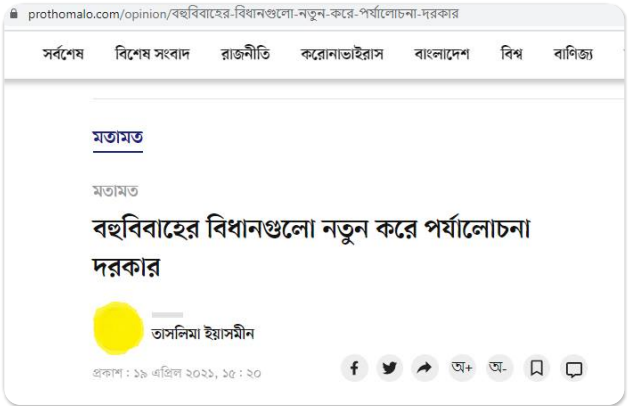 prothomalo.com/opinion/বহুবিবাহের-বিধানগুলো-নতুন-করে-পর্যালোচনা-দরকার
সর্বশেষ বিশেষ সংবাদ রাজনীতি করোনাভাইরাস বাংলাদেশ বিশ্ব বাণিজ্য
মতামত
মতামত
বহুবিবাহের বিধানগুলো নতুন করে পর্যালোচনা
দরকার
তাসলিমা ইয়াসমীন
প্রকাশ : ১৯ এপ্রিল ২০২১, ১৫ : ২০
অ+ অ-